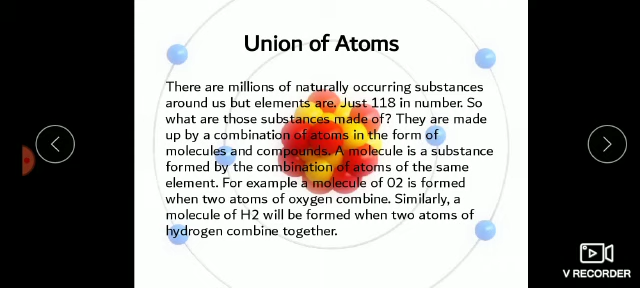 Union of Atoms
There are millions of naturally occurring substances
around us but elements are. Just 118 in number. So
what are those substances made of? They are made
up by a combination of atoms in the form of
molecules and compounds. A molecule is a substance
formed by the combination of atoms of the same
element. For example a molecule of 02 is formed
when two atoms of oxygen combine. Similarly, a
molecule of H2 will be formed when two atoms of
hydrogen combine together.
V RECORDER